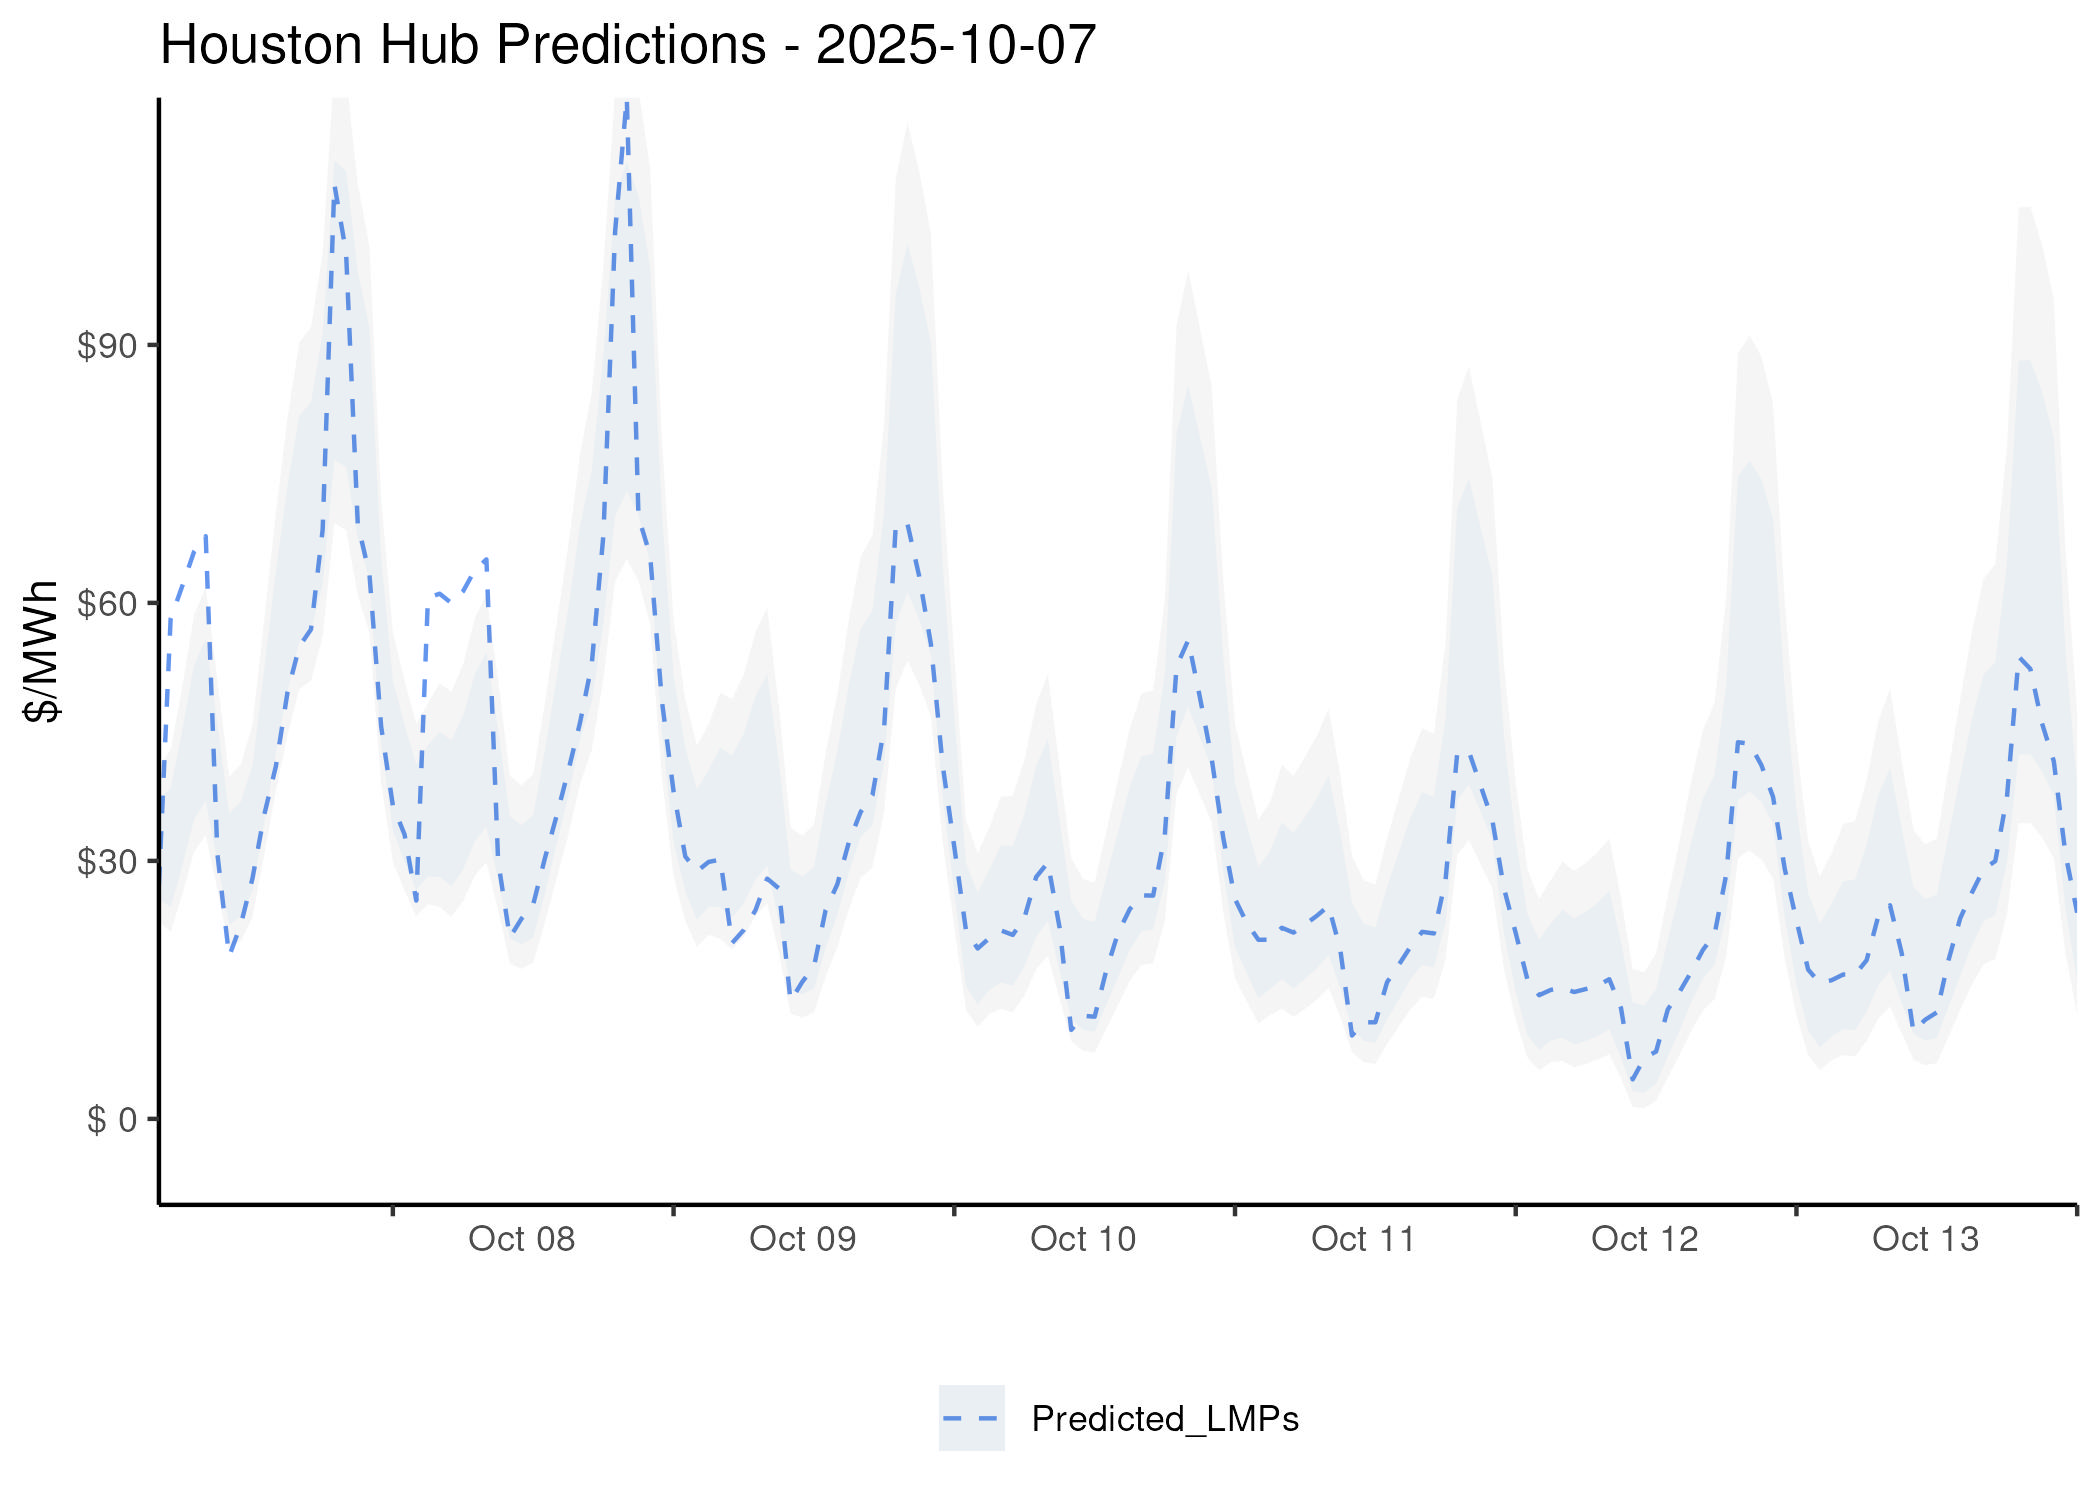 Houston Hub Predictions - 2025-10-07
$/MWh
$90
$60
$30
$ 0
Oct 08
Oct 09
Oct 10
Oct 11
Oct 12
Oct 13
Predicted_LMPs